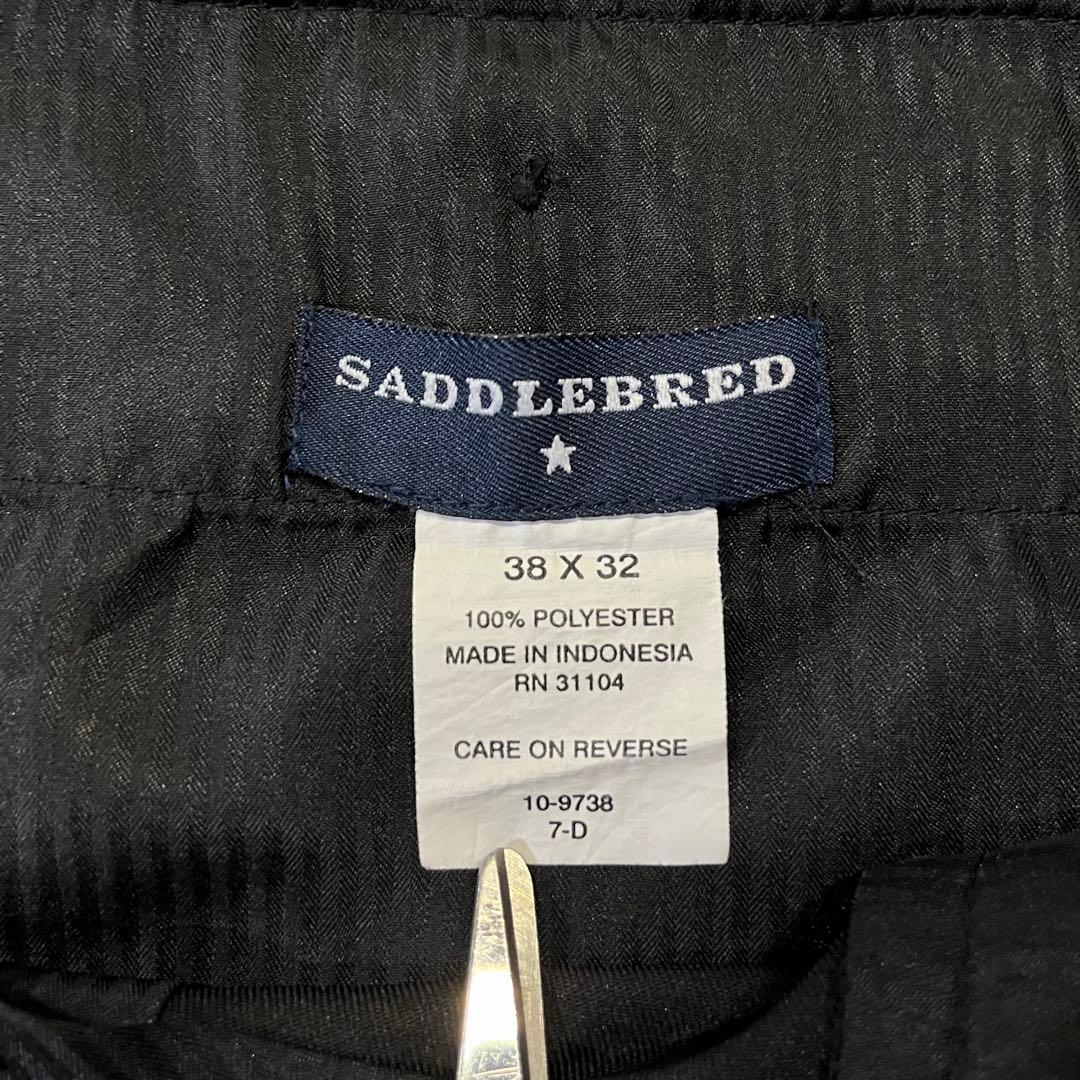 SADDLEBRED
38 X 32
100% POLYESTER
MADE IN INDONESIA
RN 31104
CARE ON REVERSE
10-9738
7-D